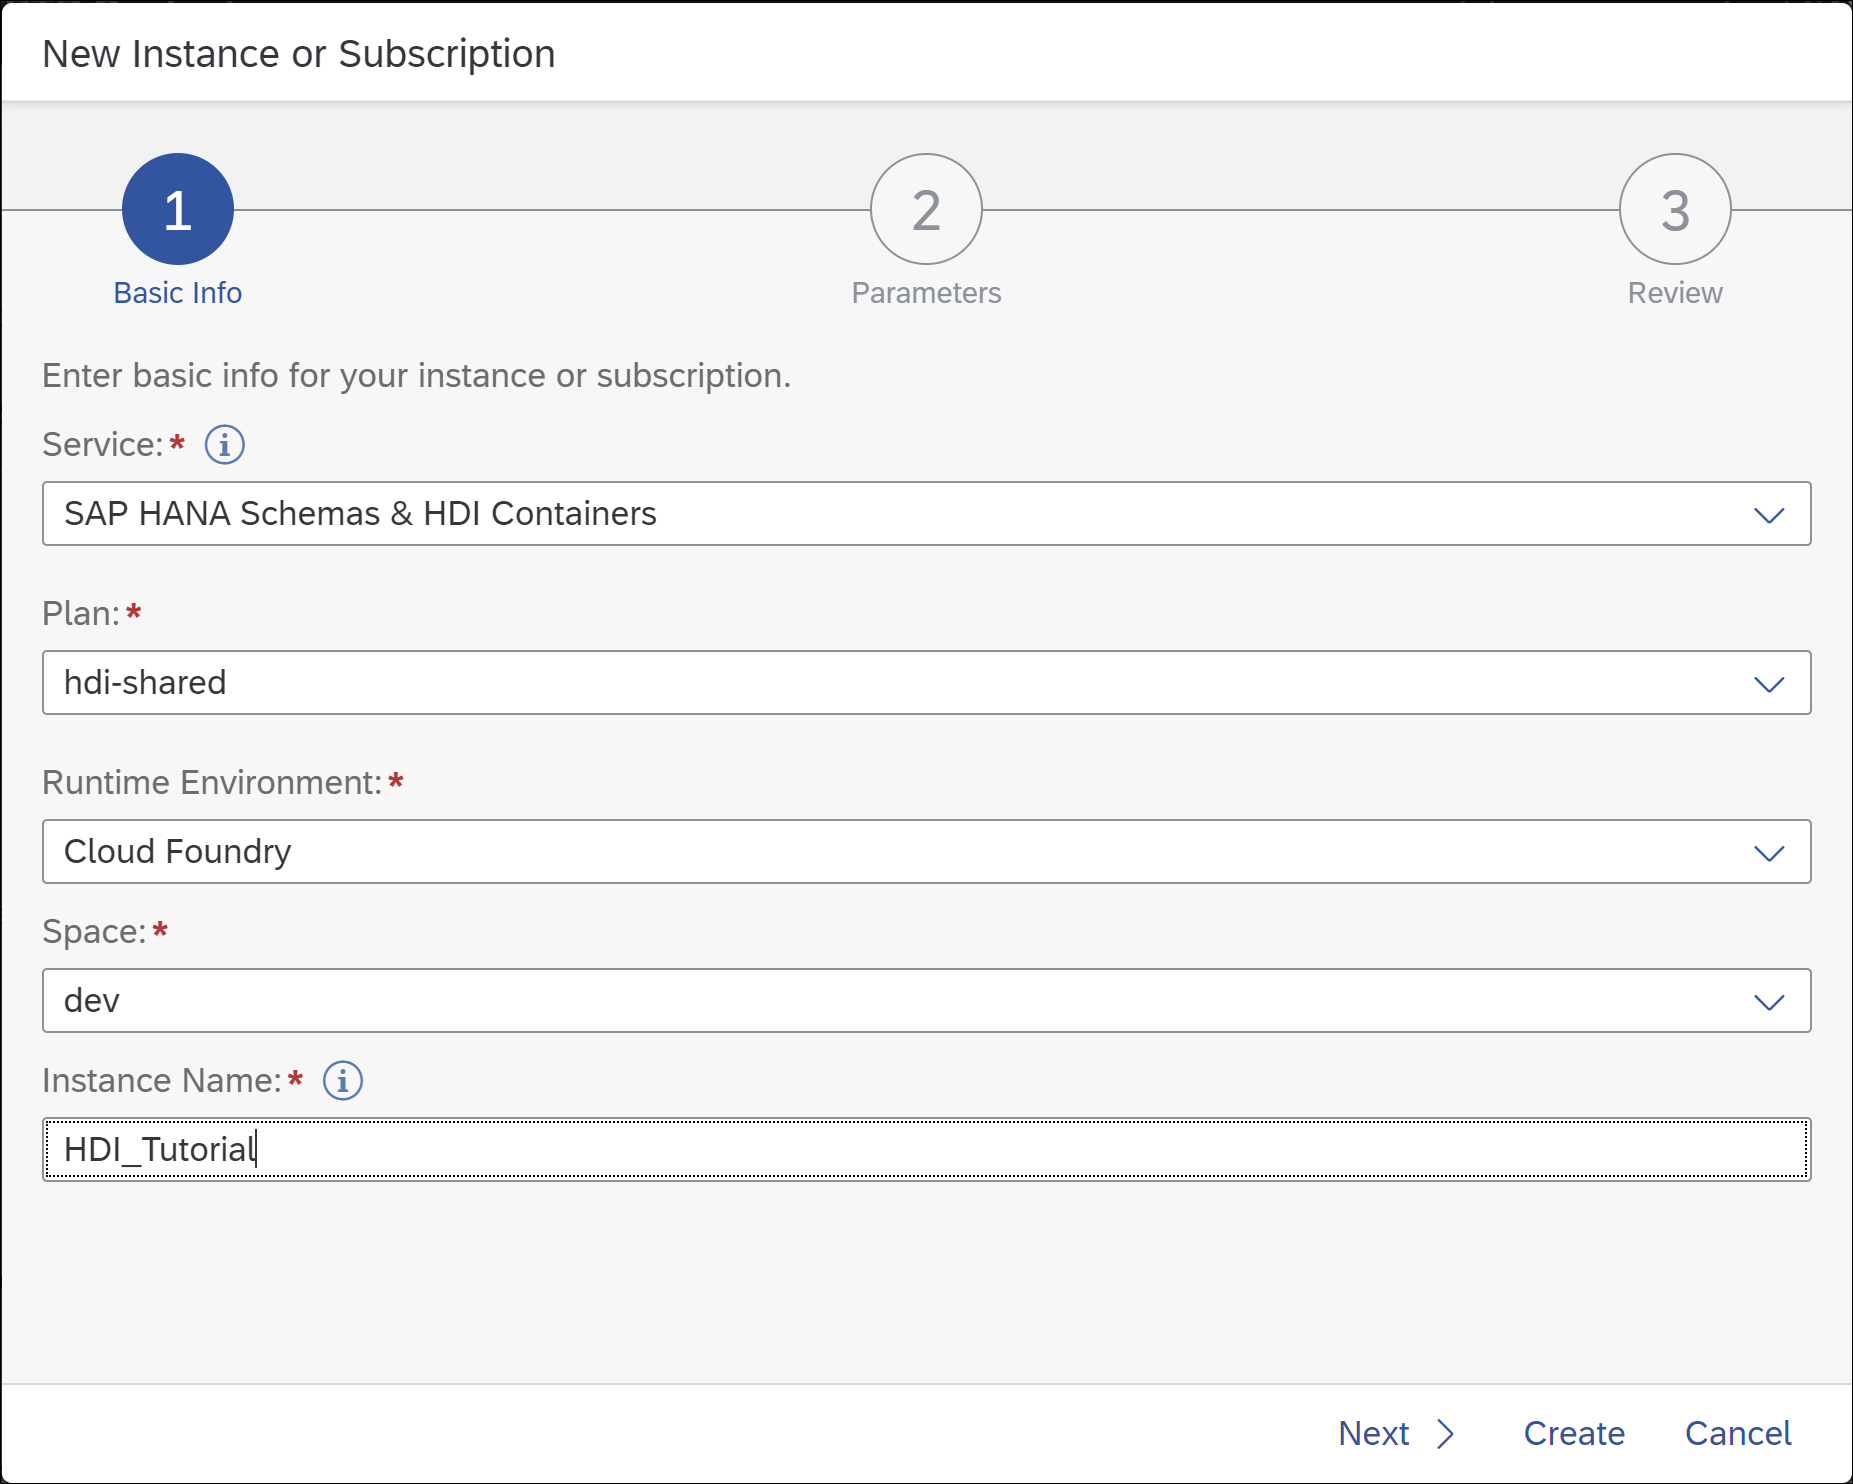 New Instance or Subscription
1
2
3
Basic Info
Parameters
Review
Enter basic info for your instance or subscription.
Service:*
SAP HANA Schemas & HDI Containers
Plan:*
hdi-shared
Runtime Environment:*
Cloud Foundry
Space:*
dev
Instance Name:*
HDI_Tutorial
Next
Create
Cancel